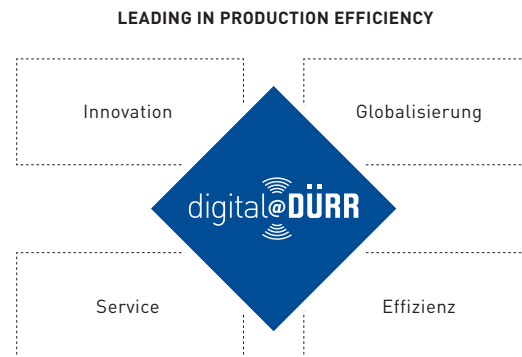 LEADING IN PRODUCTION EFFICIENCY
Innovation
Globalisierung
digital@DÜRR
Service
Effizienz